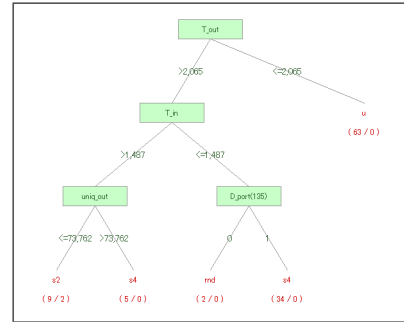 T_out
>2,065
<=2,065
T_in
u
( 63 / 0 )
>1,487
<=1,487
uniq_out
D_port(135)
<=73,762
>73,762
0
1
s2
s4
md
s4
( 9 / 2 )
( 5 / 0 )
( 2 / 0 )
( 34 / 0 )